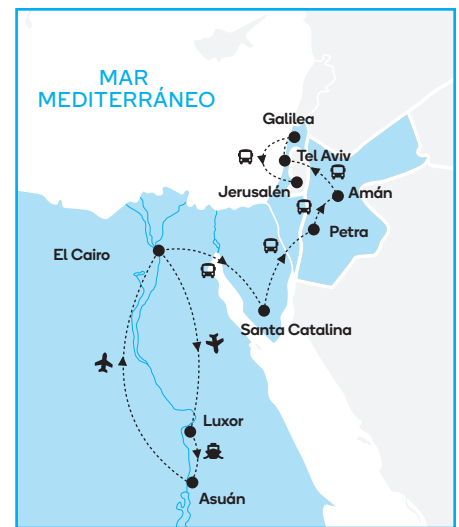 MAR
MEDITERRÁNEO
Galilea
Tel Aviv
Jerusalén
Amán
Petra
El Cairo
Santa Catalina
Luxor
Asuán